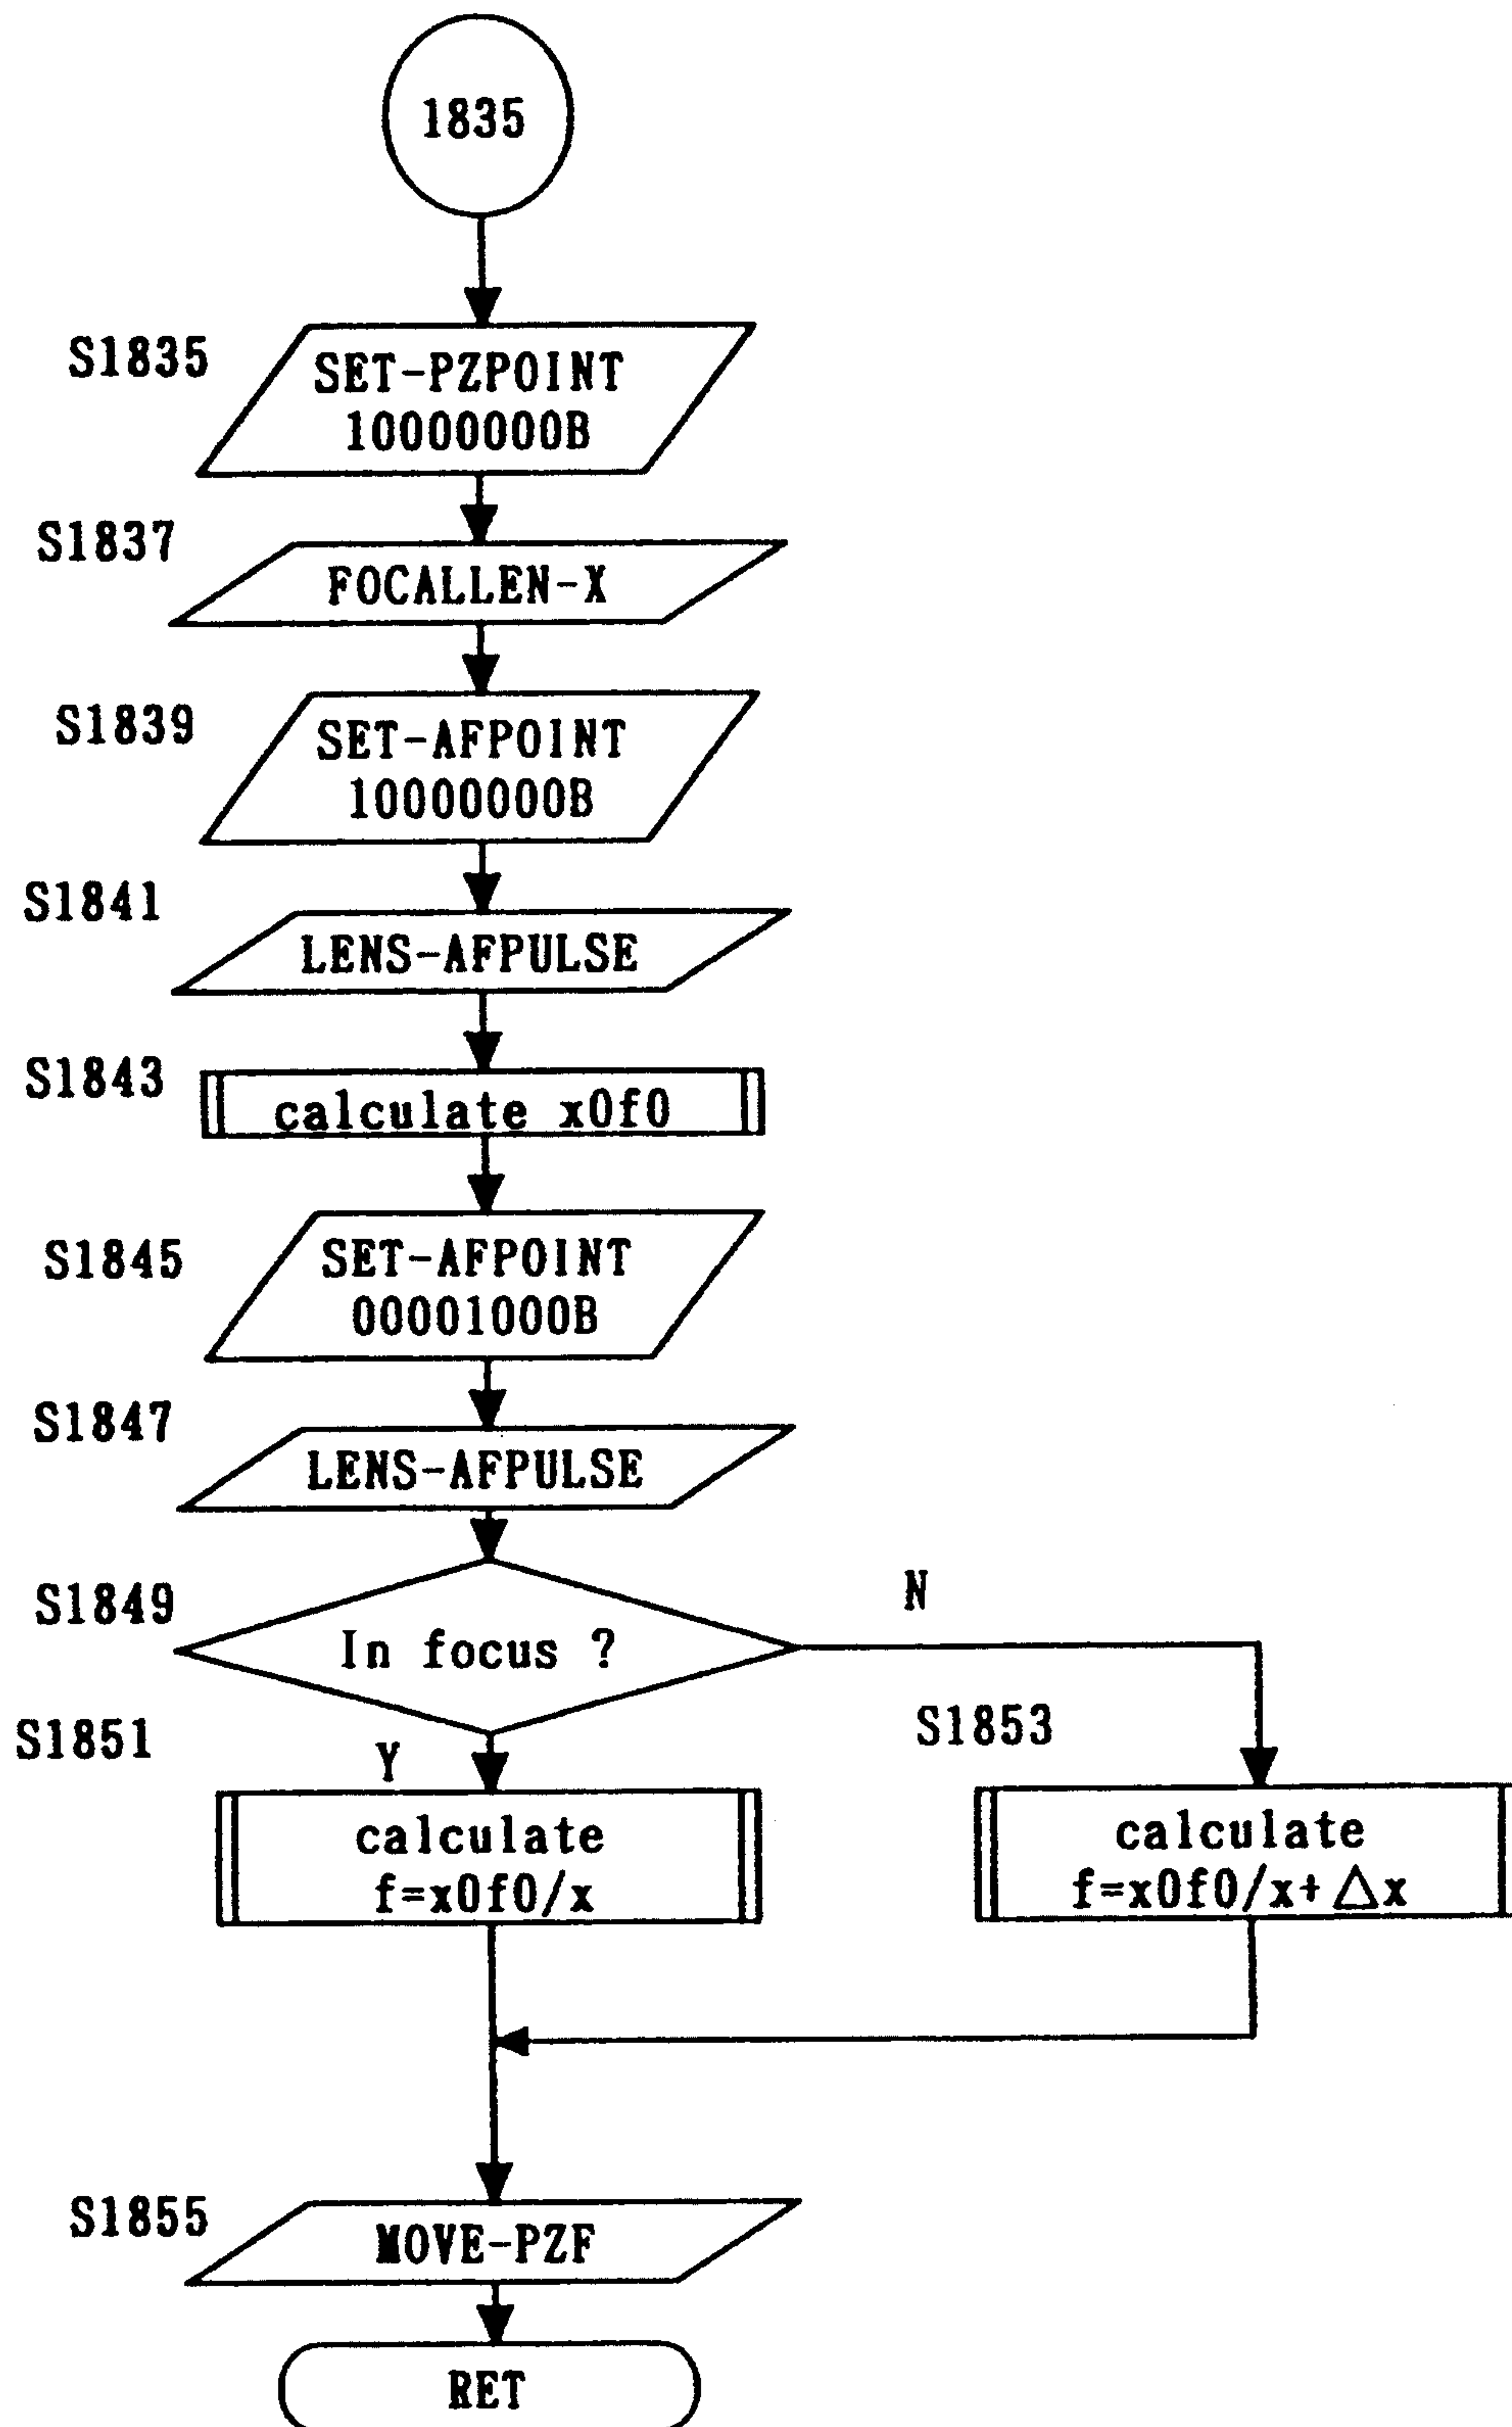 1835
S1835
SET-PZPOINT
10000000B
S1837
FOCALLEN-X
S1839
SET-AFPOINT
10000000B
S1841
LENS-AFPULSE
S1843
calculate x0f0
S1845
SET-AFPOINT
00001000B
S1847
LENS-AFPULSE
S1849
In focus ?
N
S1851
Y
calculate
f=x0f0/x
S1853
calculate
f=x0f0/x+△x
S1855
MOVE-PZF
RET